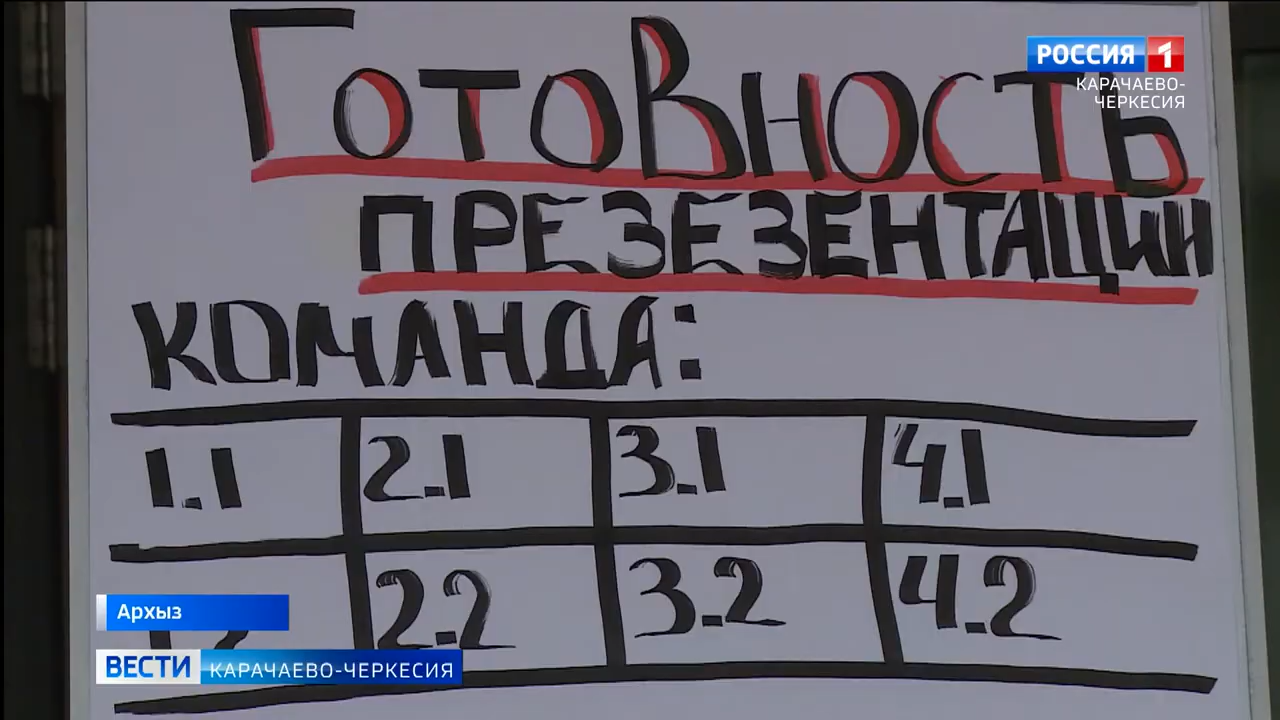 ГОТОВНОСТЬ
РОССИЯ 1
КАРАЧАЕВО-
ЧЕРКЕСИЯ
ПРЕЗЕЗЕНТАЦИИ
КОМАНДА:
1.1 2.1 3.1 4.1
2.2 3.2 4.2
Архыз
ВЕСТИ КАРАЧАЕВО-ЧЕРКЕСИЯ